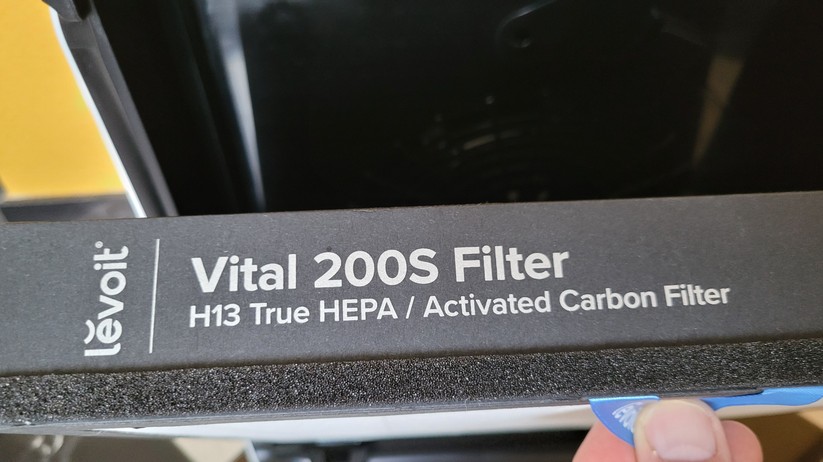 levoit
Vital 200S Filter
H13 True HEPA / Activated Carbon Filter